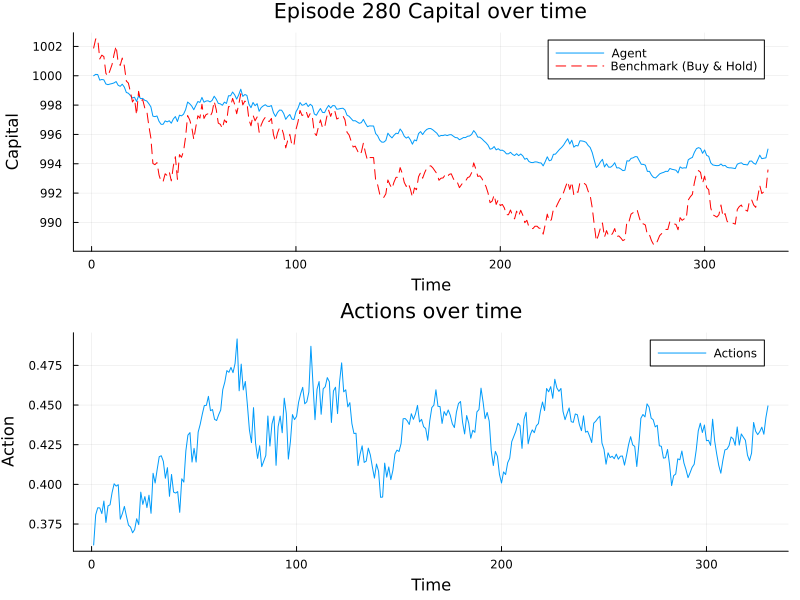 Episode 280 Capital over time
Capital
1002
1000
998
996
994
992
990
Agent
Benchmark (Buy & Hold)
0
100
200
300
Time
Actions over time
Action
0.475
0.450
0.425
0.400
0.375
Actions
0
100
200
300
Time